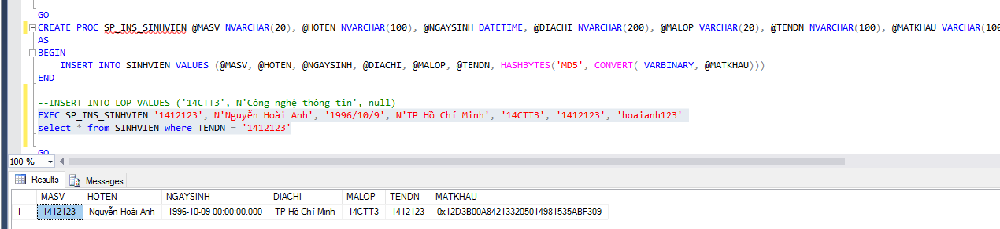 GO
CREATE PROC SP_INS_SINHVIEN @MASV NVARCHAR(20), @HOTEN NVARCHAR(100), @NGAYSINH DATETIME, @DIACHI NVARCHAR(200), @MALOP VARCHAR(20), @TENDN NVARCHAR(100), @MATKHAU VARCHAR(100
AS
BEGIN
INSERT INTO SINHVIEN VALUES (@MASV, @HOTEN, @NGAYSINH, @DIACHI, @MALOP, @TENDN, HASHBYTES('MD5', CONVERT( VARBINARY, @MATKHAU)))
END
--INSERT INTO LOP VALUES ('14CTT3', N'Công nghệ thông tin', null)
EXEC SP_INS_SINHVIEN '1412123', N'Nguyễn Hoài Anh', '1996/10/9', N'TP Hồ Chí Minh', '14CTT3', '1412123', 'hoaianh123'
select * from SINHVIEN where TENDN = '1412123'
GO
100 %
Results Messages
MASV HOTEN NGAYSINH DIACHI MALOP TENDN MATKHAU
1 1412123 Nguyễn Hoài Anh 1996-10-09 00:00:00.000 TP Hồ Chí Minh 14CTT3 1412123 0x12D3B00A842133205014981535ABF309